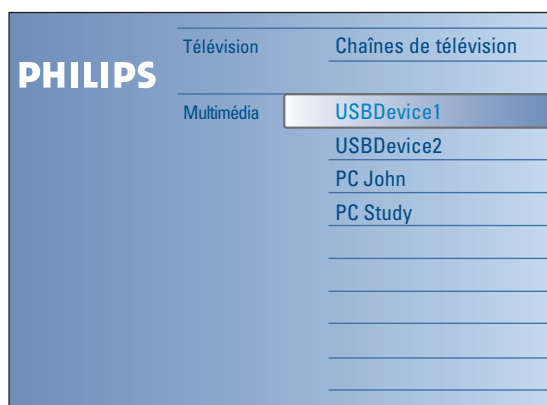 PHILIPS
Télévision Chaînes de télévision
Multimédia USBDevice1
USBDevice2
PC John
PC Study